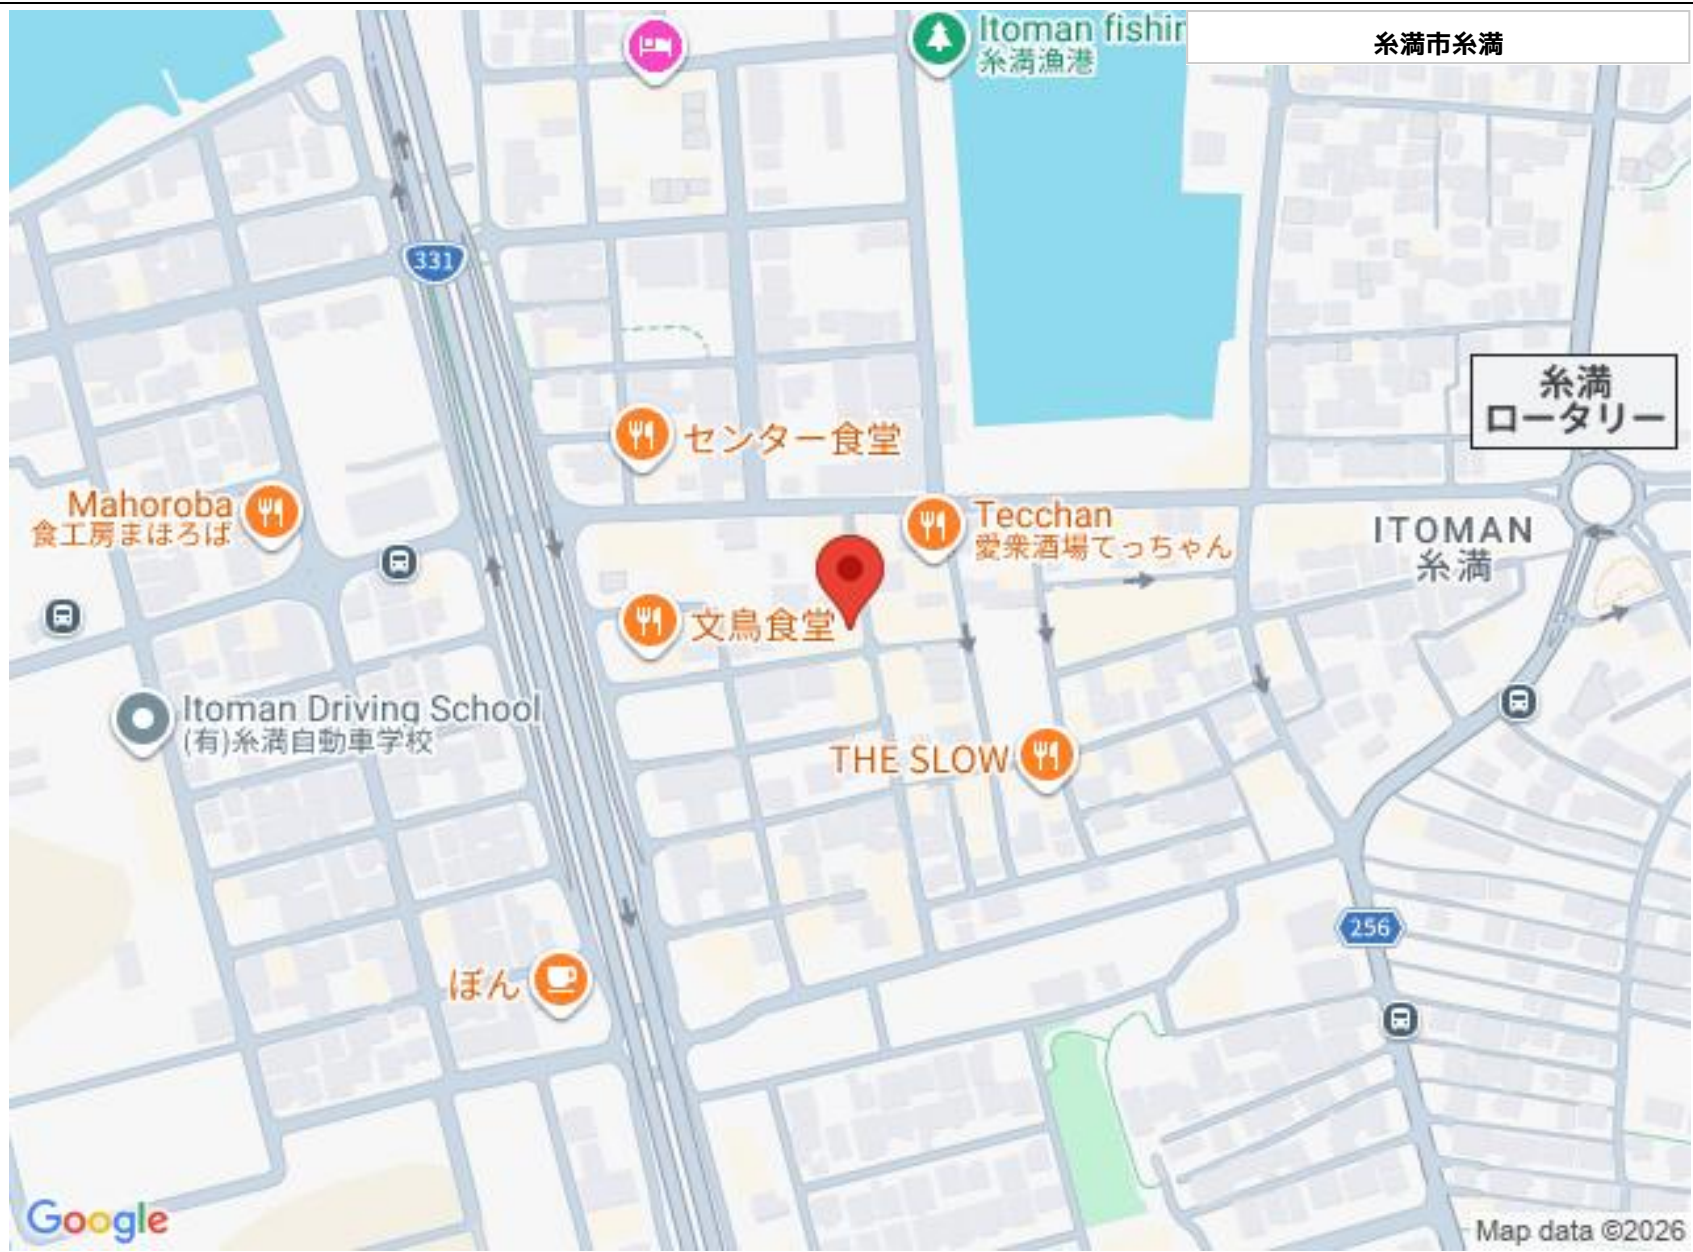 Itoman fishin
糸満漁港
糸満市糸満
331
糸満
ロータリー
センター食堂
Mahoroba
食工房まほろば
Tecchan
愛衆酒場てっちゃん
ITOMAN
糸満
文鳥食堂
Itoman Driving School
(有)糸満自動車学校
THE SLOW
256
ぽん
Google
Map data ©2026